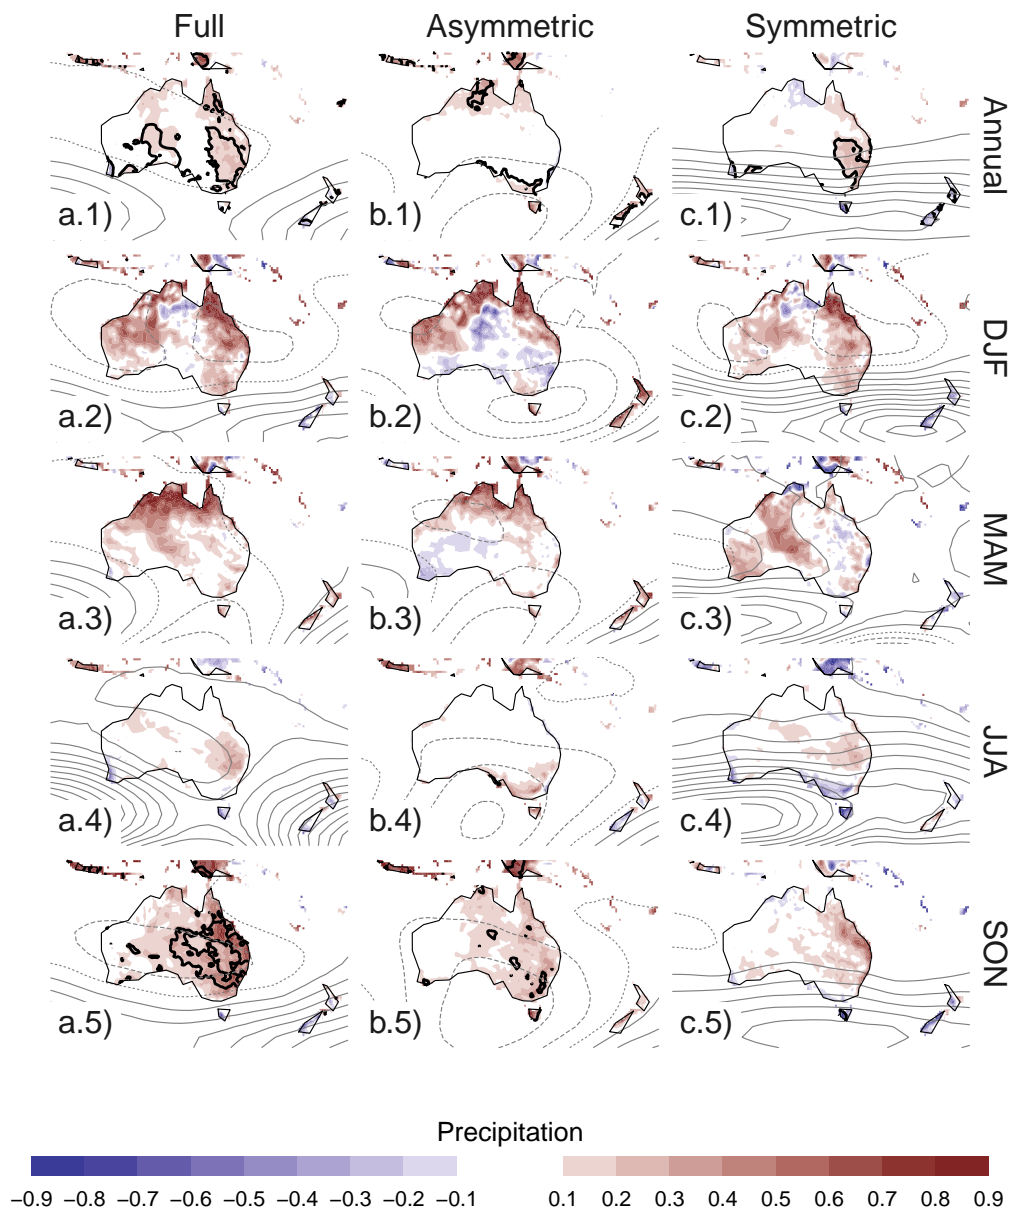 Full Asymmetric Symmetric
a.1) b.1) c.1) Annual
a.2) b.2) c.2) DJF
a.3) b.3) c.3) MAM
a.4) b.4) c.4) JJA
a.5) b.5) c.5) SON
Precipitation
−0.9 −0.8 −0.7 −0.6 −0.5 −0.4 −0.3 −0.2 −0.1 0.1 0.2 0.3 0.4 0.5 0.6 0.7 0.8 0.9